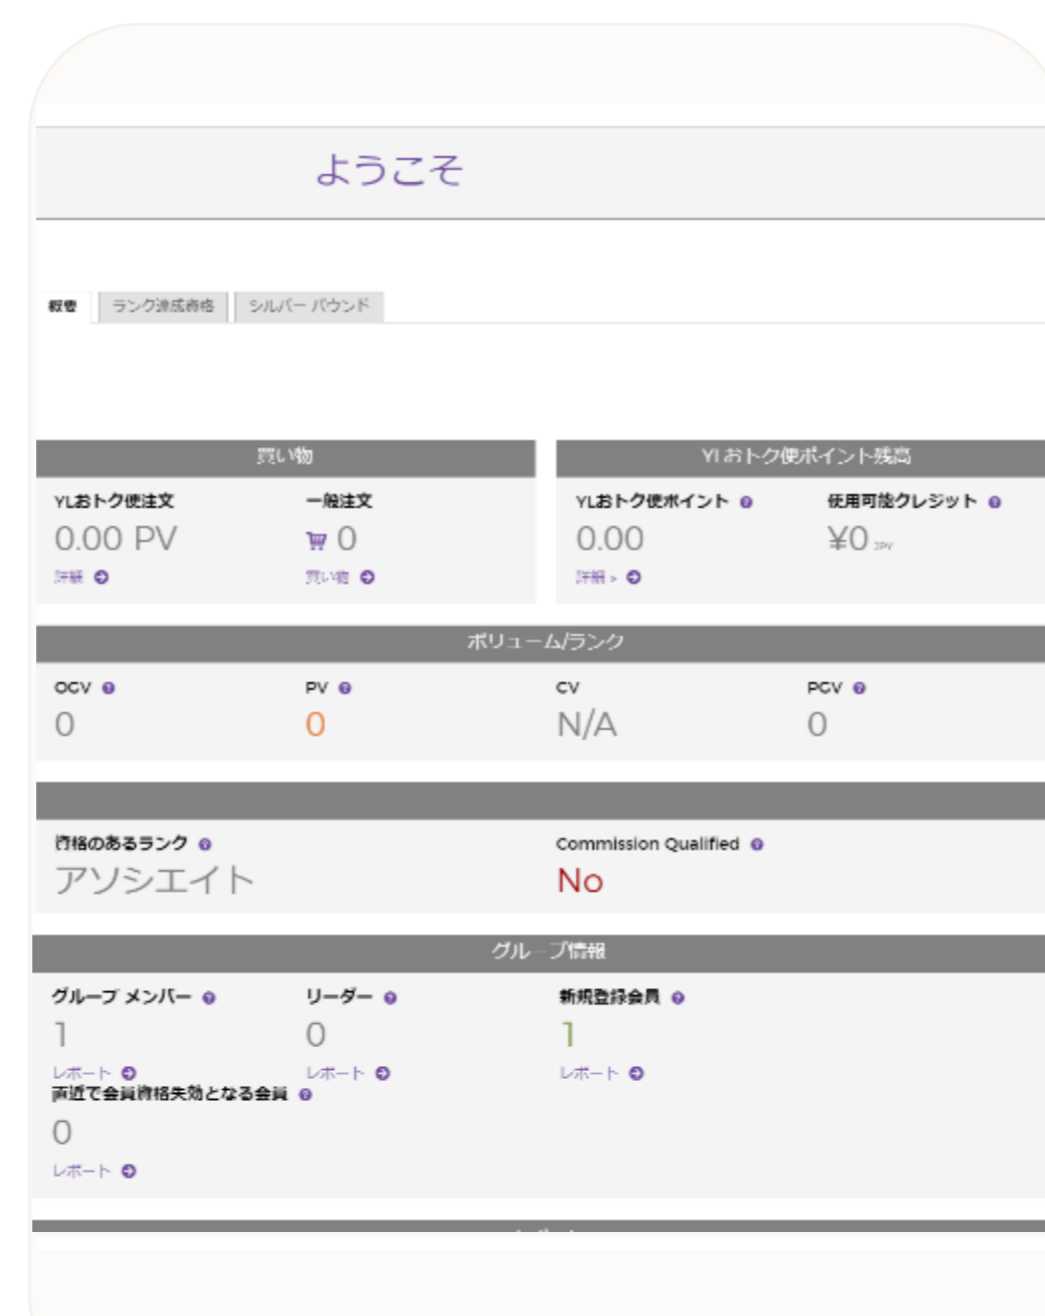 ようこそ
概要 ランク達成資格 シルバー バウンド
買い物
YLおトク便注文 一般注文
0.00 PV 0
詳細 買い物
YLおトク便ポイント残高
YLおトク便ポイント 使用可能クレジット
0.00 ¥0 JPY
詳細 >
ボリューム/ランク
OGV PV CV PGV
0 0 N/A 0
資格のあるランク Commission Qualified
アソシエイト No
グループ情報
グループ メンバー リーダー 新規登録会員
1 0 1
レポート レポート レポート
直近で会員資格失効となる会員
0
レポート